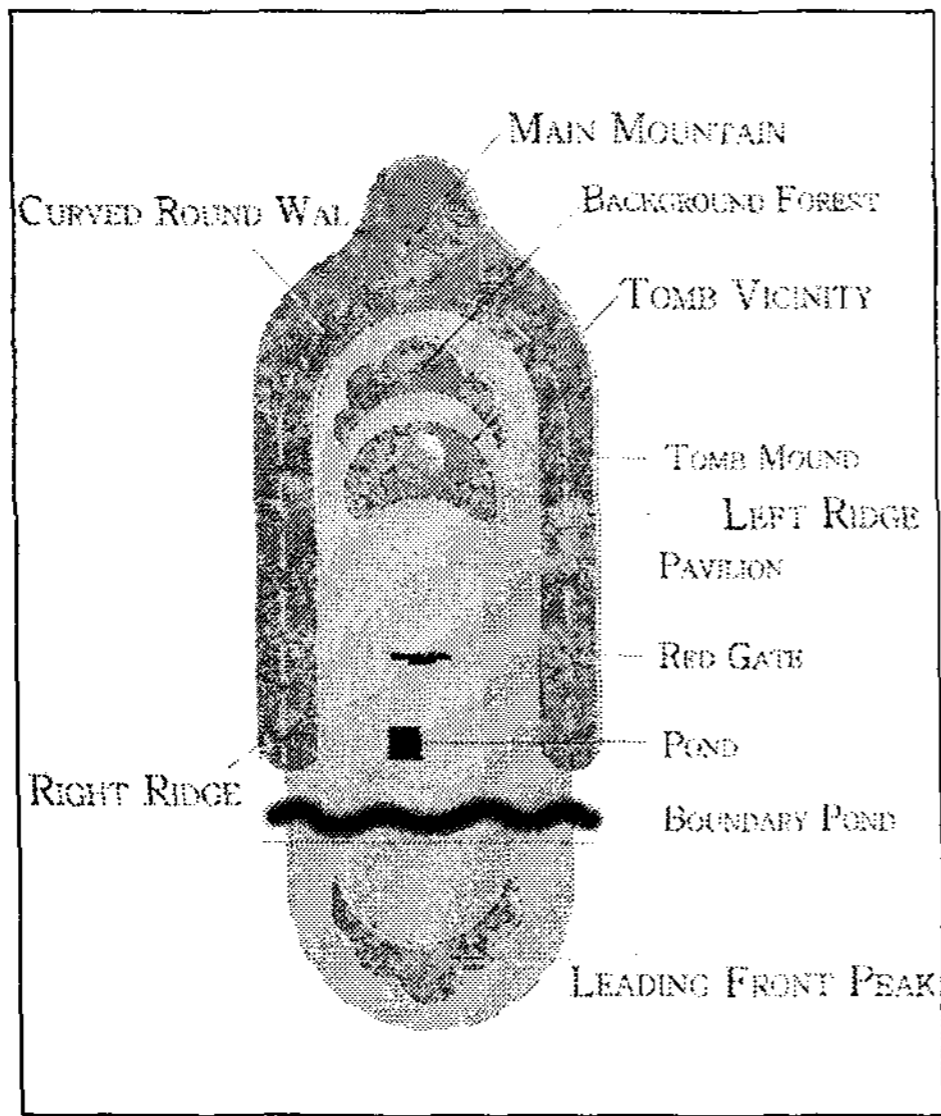 MAIN MOUNTAIN
BACKGROUND FOREST
CURVED ROUND WAL
TOMB VICINITY
TOMB MOUND
LEFT RIDGE
PAVILION
RED GATE
POND
RIGHT RIDGE
BOUNDARY POND
LEADING FRONT PEAK